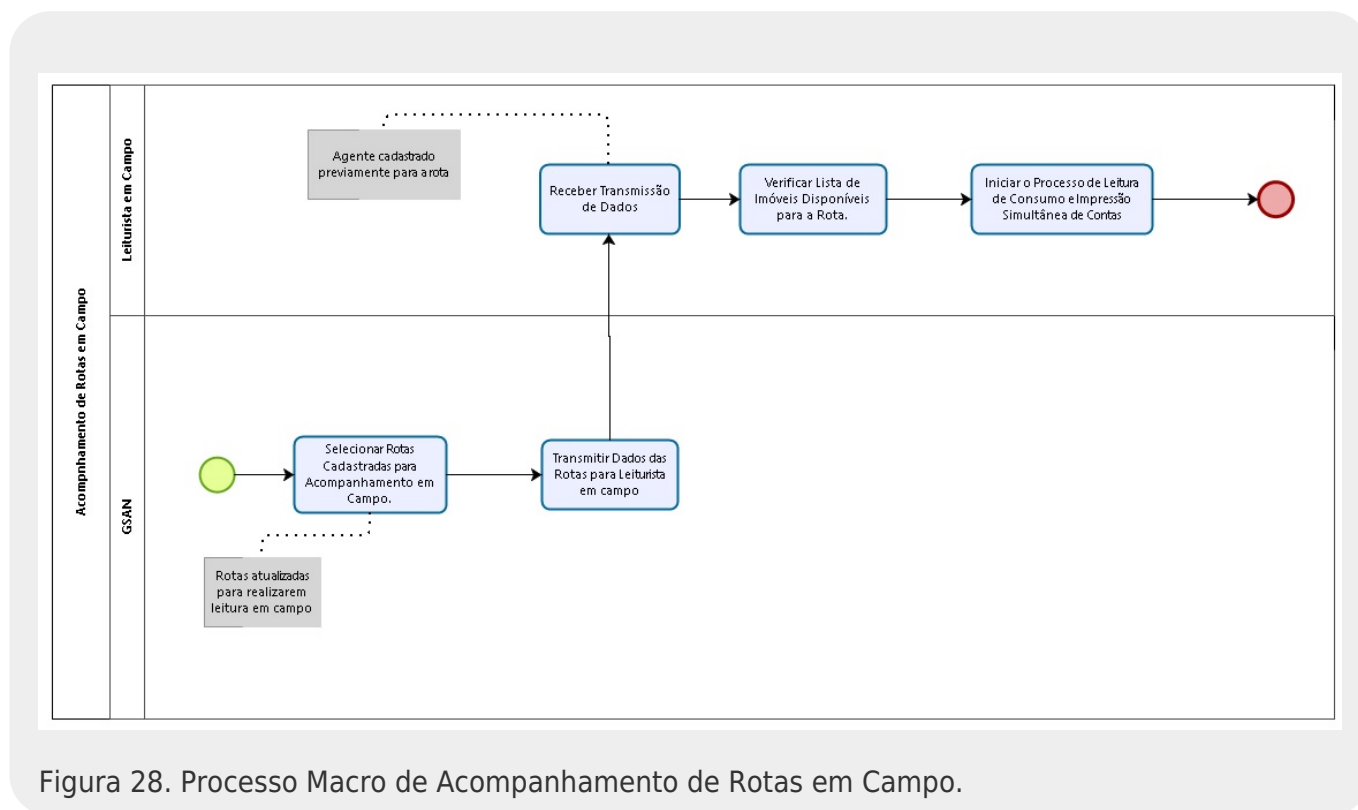 Acompnhamento de Rotas em Campo
Leiturista em Campo
Agente cadastrado
previamente para a rota
Receber Transmissão
de Dados
Verificar Lista de
Imóveis Disponíveis
para a Rota.
Iniciar o Processo de Leitura
de Consumo e Impressão
Simultânea de Contas
GSAN
Selecionar Rotas
Cadastradas para
Acompanhamento em
Campo.
Transmitir Dados das
Rotas para Leiturista
em campo
Rotas atualizadas
para realizarem
leitura em campo
Figura 28. Processo Macro de Acompanhamento de Rotas em Campo.